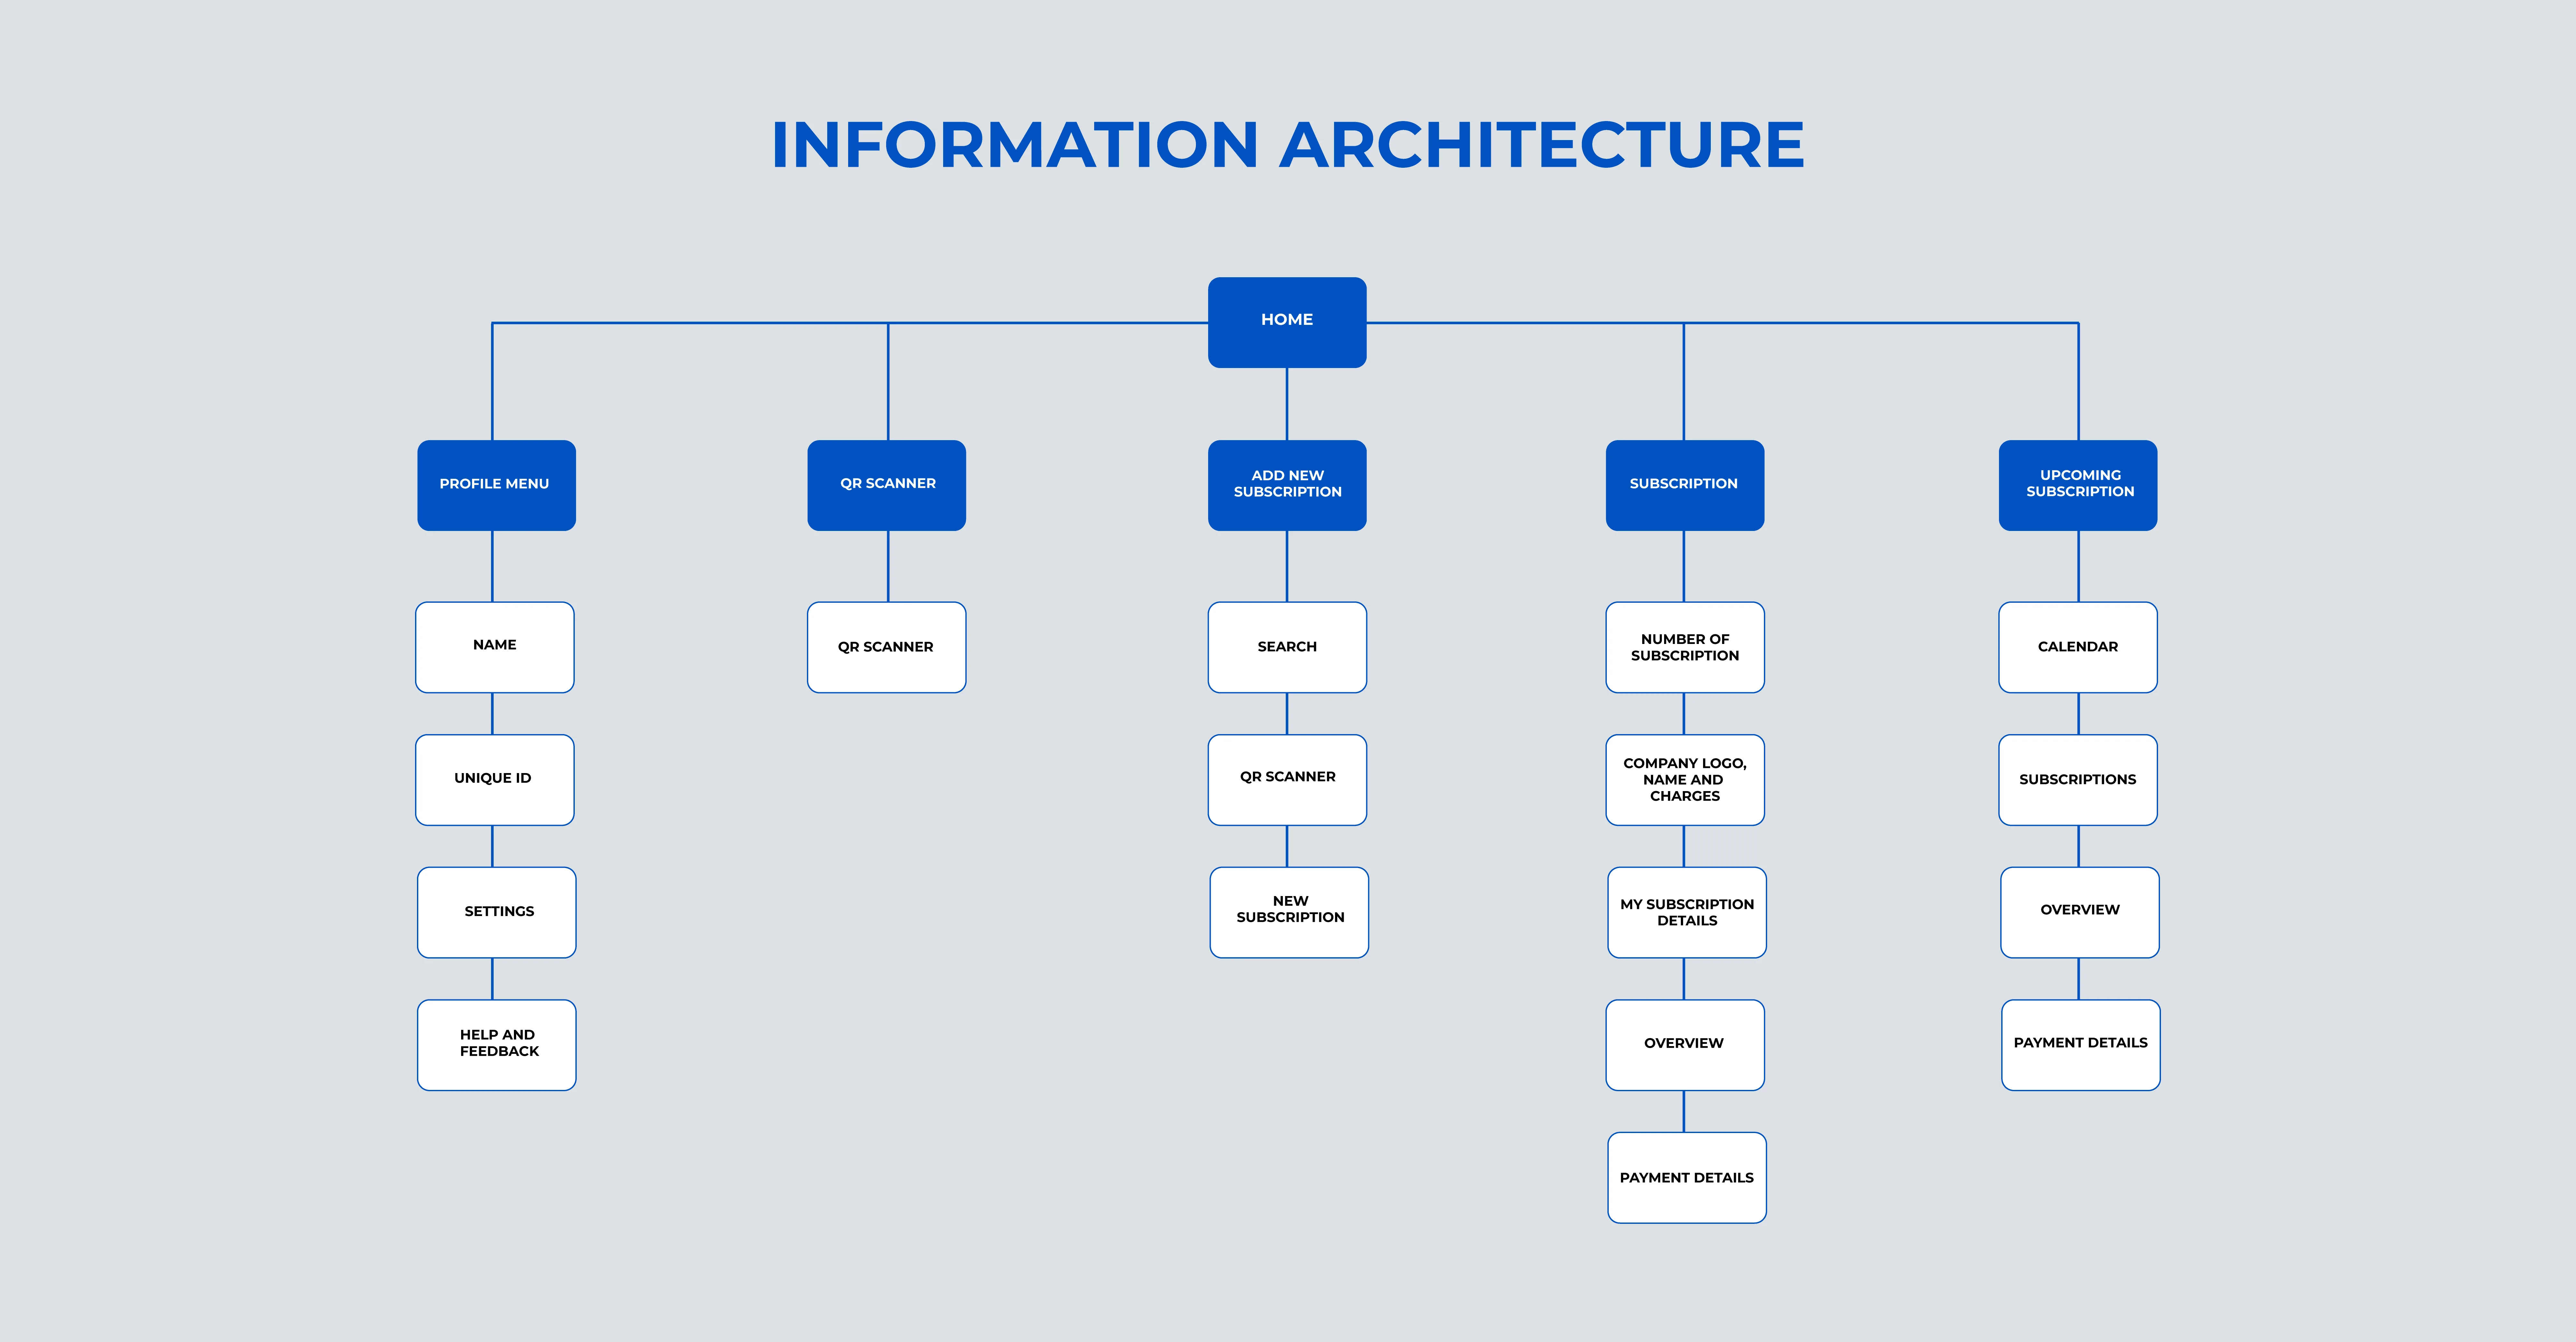 INFORMATION ARCHITECTURE
HOME
PROFILE MENU
QR SCANNER
ADD NEW
SUBSCRIPTION
SUBSCRIPTION
UPCOMING
SUBSCRIPTION
NAME
QR SCANNER
SEARCH
NUMBER OF
SUBSCRIPTION
CALENDAR
UNIQUE ID
QR SCANNER
COMPANY LOGO,
NAME AND
CHARGES
SUBSCRIPTIONS
SETTINGS
NEW
SUBSCRIPTION
MY SUBSCRIPTION
DETAILS
OVERVIEW
HELP AND
FEEDBACK
OVERVIEW
PAYMENT DETAILS
PAYMENT DETAILS